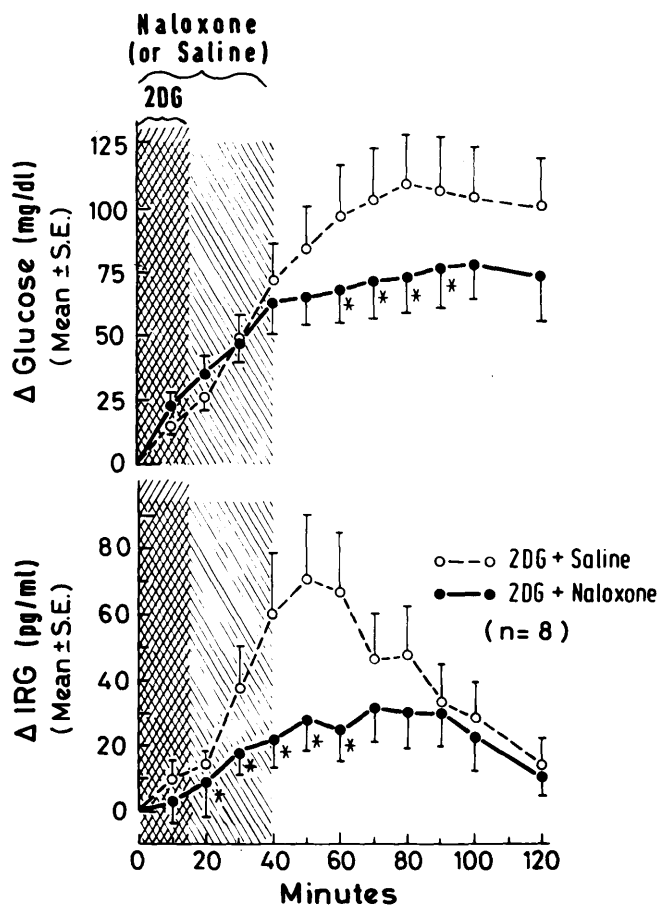 Naloxone
(or Saline)
2DG
Δ Glucose (mg/dl)
(Mean ± S.E.)
125
100
75
50
25
0
*
*
*
*
Δ IRG (pg/ml)
(Mean ± S.E.)
80
60
40
20
0
*
*
*
*
*
2DG + Saline
2DG + Naloxone
(n= 8)
0 20 40 60 80 100 120
Minutes